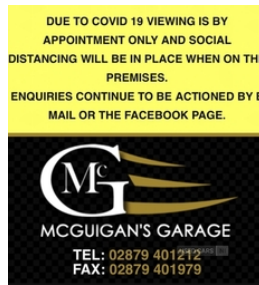 DUE TO COVID 19 VIEWING IS BY
APPOINTMENT ONLY AND SOCIAL
DISTANCING WILL BE IN PLACE WHEN ON TH
PREMISES.
ENQUIRIES CONTINUE TO BE ACTIONED BY E
MAIL OR THE FACEBOOK PAGE.
Mc G
MCGUIGAN'S GARAGE
TEL: 02879 401212
FAX: 02879 401979